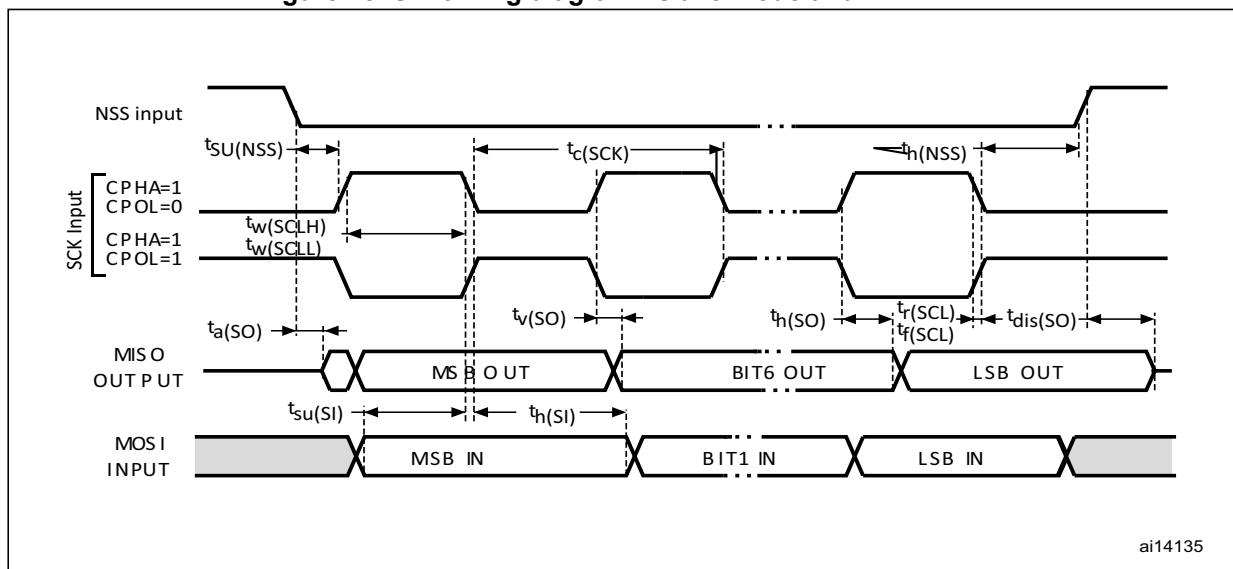 NSS input
tSU(NSS)
tc(SCK)
th(NSS)
SCK Input
CPHA=1
CPOL=0
tw(SCLH)
CPHA=1
tw(SCLL)
CPOL=1
ta(SO)
tv(SO)
th(SO)
tr(SCL)
tf(SCL)
tdis(SO)
MISO
OUTPUT
MSB OUT
BIT6 OUT
LSB OUT
tsu(SI)
th(SI)
MOSI
INPUT
MSB IN
BIT1 IN
LSB IN
ai14135